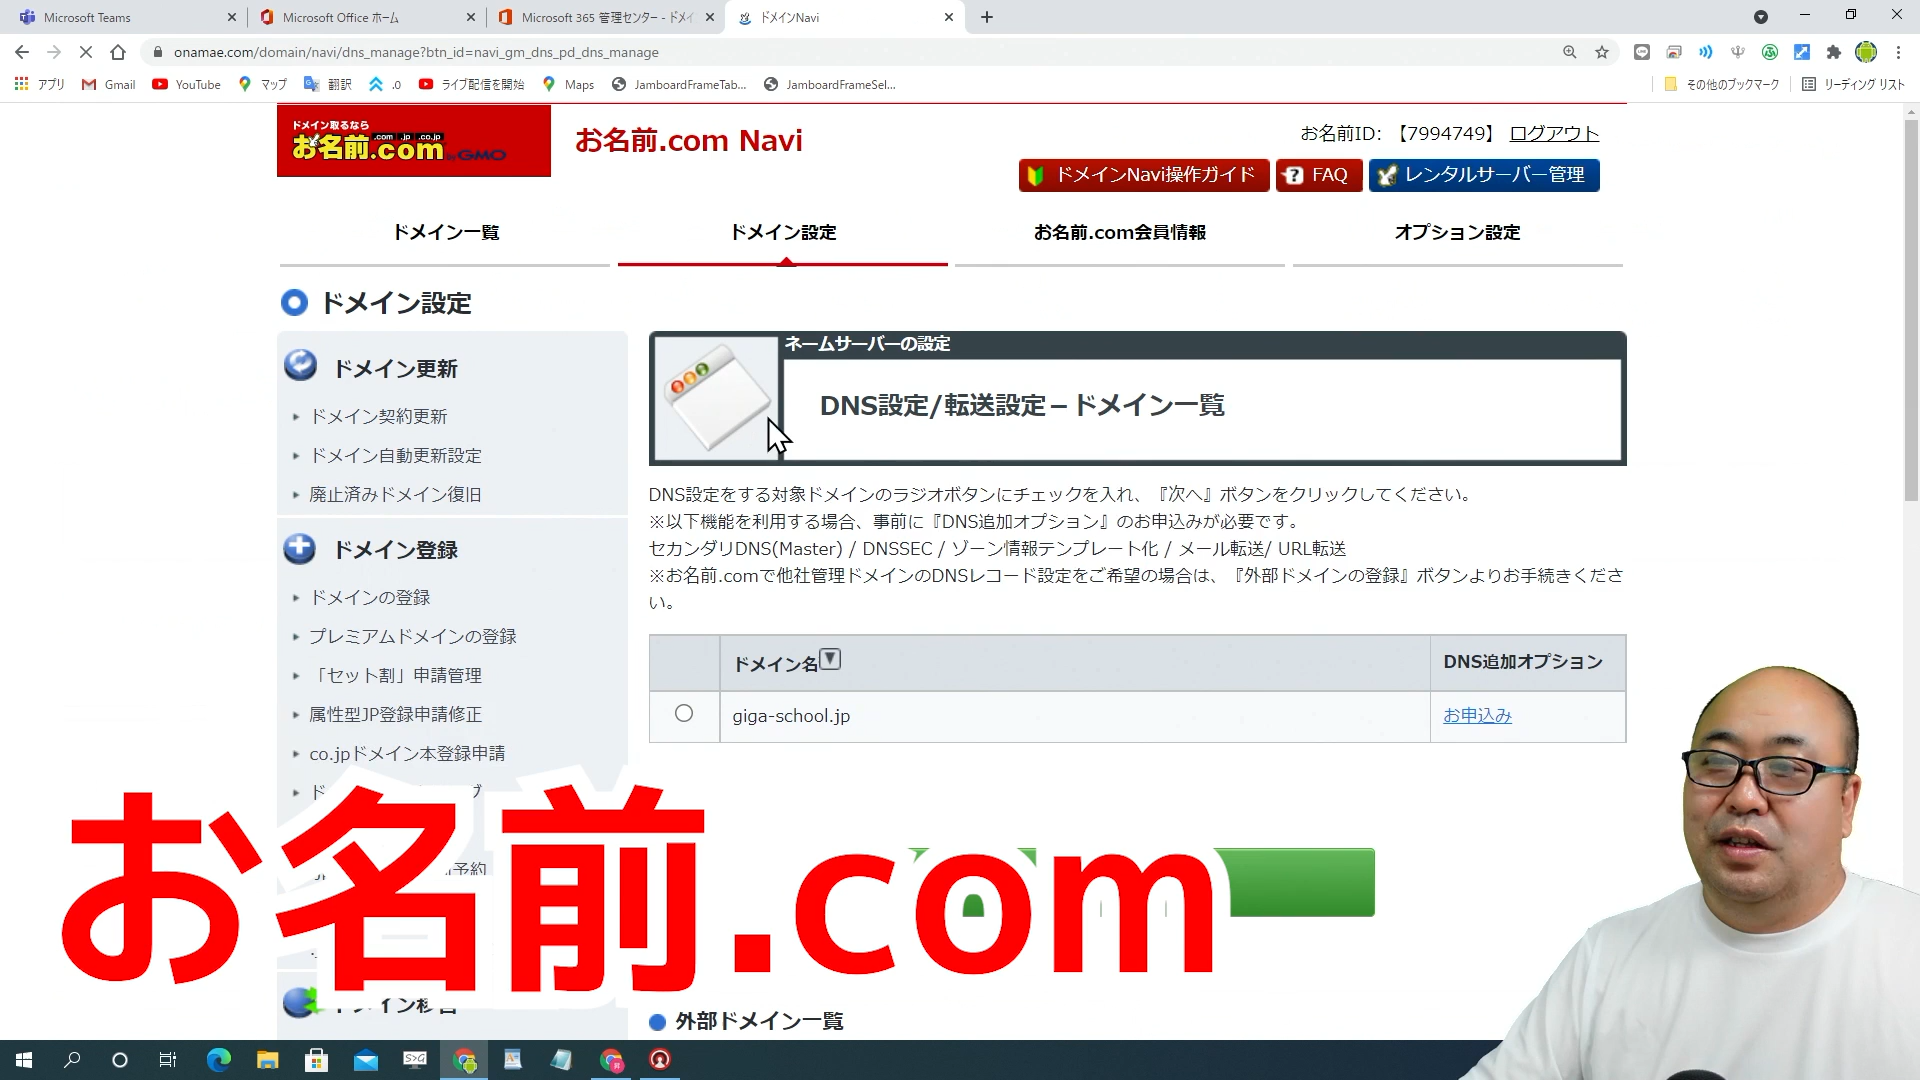 Microsoft Teams
Microsoft Office ホーム
Microsoft 365 管理センター - ドメイ
ドメインNavi
onamae.com/domain/navi/dns_manage?btn_id=navi_gm_dns_pd_dns_manage
アプリ
Gmail
YouTube
マップ
翻訳
.0
ライブ配信を開始
Maps
JamboardFrameTab...
JamboardFrameSel...
その他のブックマーク
リーディング リスト
ドメイン取るなら
お名前.com
.com .jp .co.jp
by GMO
お名前.com Navi
お名前ID: 【7994749】 ログアウト
ドメインNavi操作ガイド
FAQ
レンタルサーバー管理
ドメイン一覧
ドメイン設定
お名前.com会員情報
オプション設定
ドメイン設定
ドメイン更新
ドメイン契約更新
ドメイン自動更新設定
廃止済みドメイン復旧
ドメイン登録
ドメインの登録
プレミアムドメインの登録
「セット割」申請管理
属性型JP登録申請修正
co.jpドメイン本登録申請
予約
ネームサーバーの設定
DNS設定/転送設定－ドメイン一覧
DNS設定をする対象ドメインのラジオボタンにチェックを入れ、『次へ』ボタンをクリックしてください。
※以下機能を利用する場合、事前に『DNS追加オプション』のお申込みが必要です。
セカンダリDNS(Master) / DNSSEC / ゾーン情報テンプレート化 / メール転送/ URL転送
※お名前.comで他社管理ドメインのDNSレコード設定をご希望の場合は、『外部ドメインの登録』ボタンよりお手続きくださ
い。
ドメイン名
DNS追加オプション
giga-school.jp
お申込み
外部ドメイン一覧
お名前.com
S>G